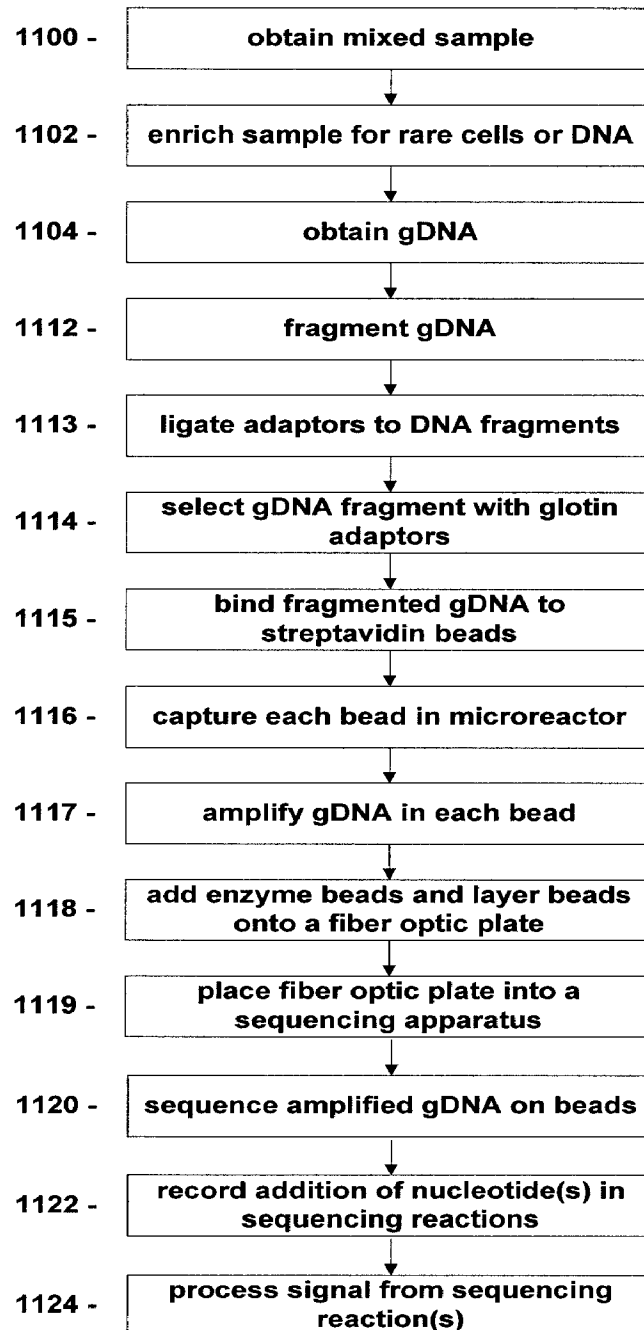 1100 - obtain mixed sample
1102 - enrich sample for rare cells or DNA
1104 - obtain gDNA
1112 - fragment gDNA
1113 - ligate adaptors to DNA fragments
1114 - select gDNA fragment with glotin
adaptors
1115 - bind fragmented gDNA to
streptavidin beads
1116 - capture each bead in microreactor
1117 - amplify gDNA in each bead
1118 - add enzyme beads and layer beads
onto a fiber optic plate
1119 - place fiber optic plate into a
sequencing apparatus
1120 - sequence amplified gDNA on beads
1122 - record addition of nucleotide(s) in
sequencing reactions
1124 - process signal from sequencing
reaction(s)